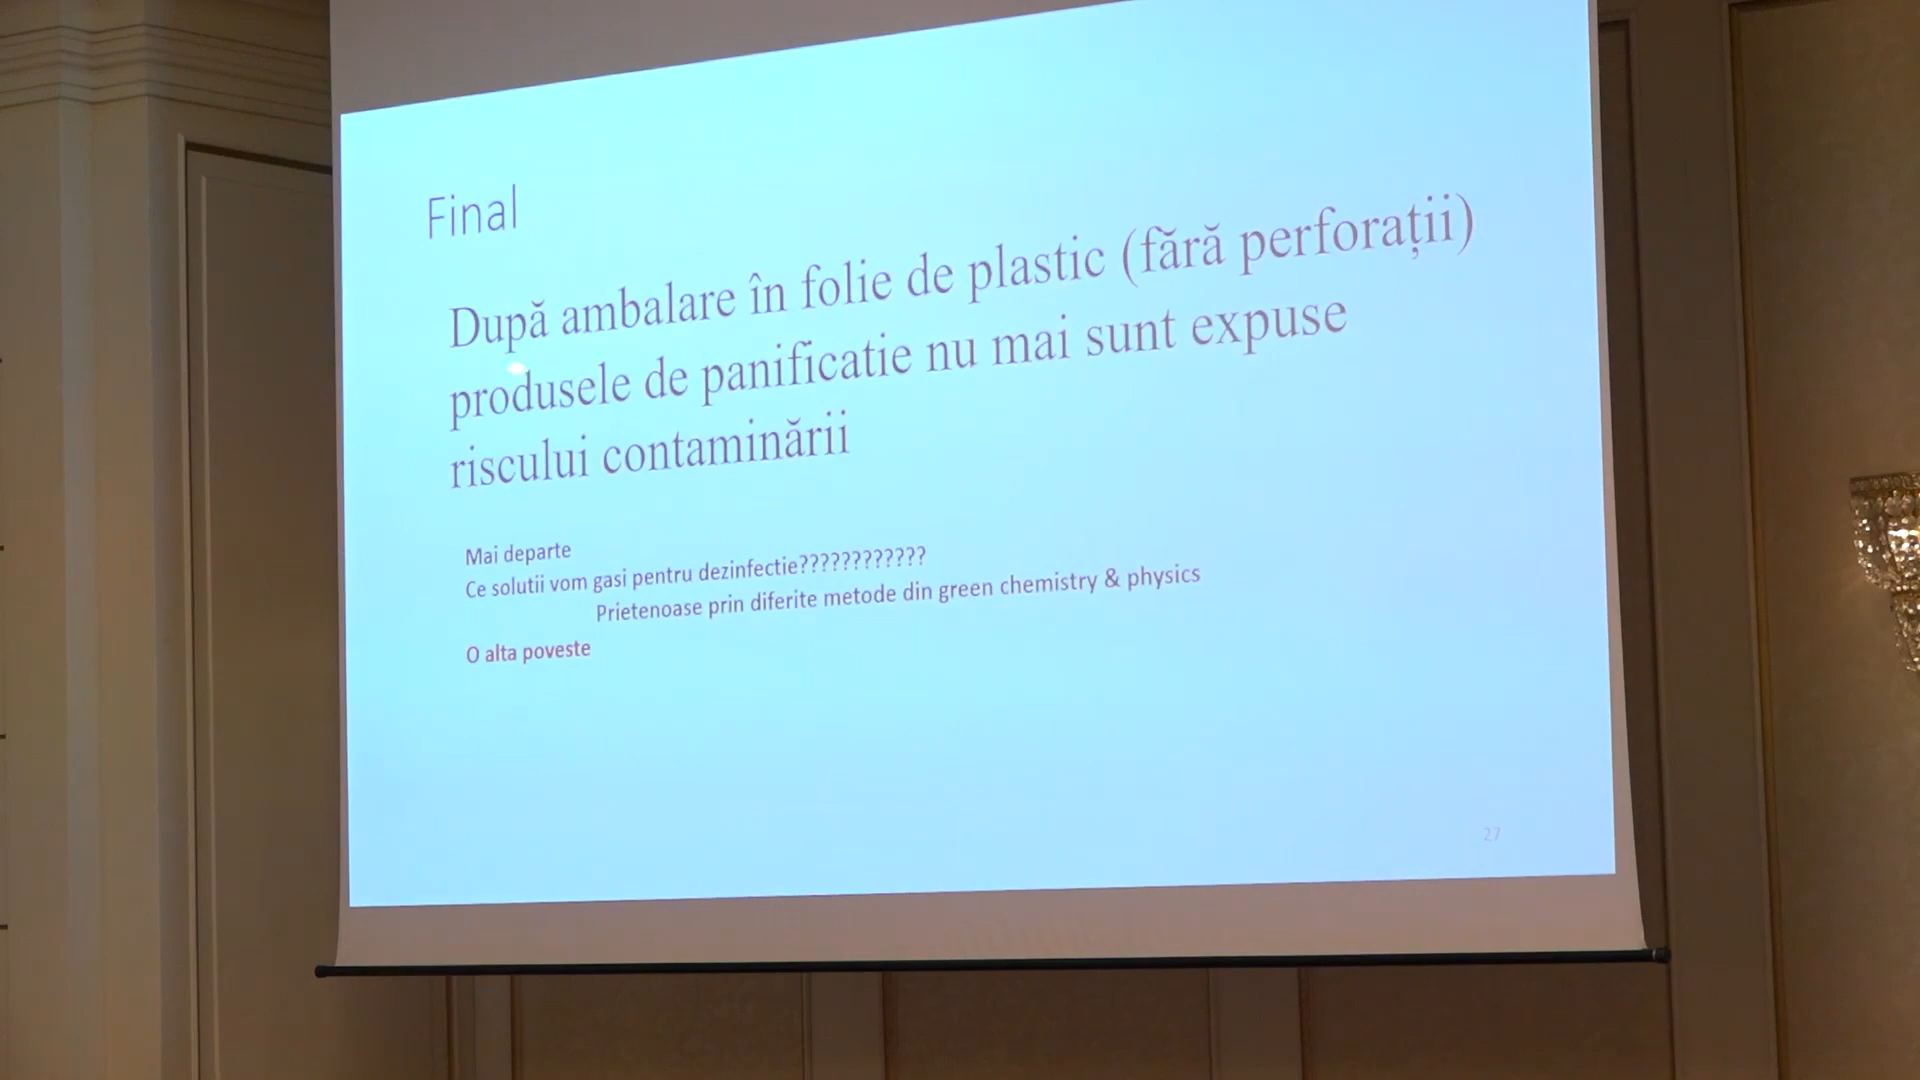 Final
După ambalare în folie de plastic (fără perforații)
produsele de panificatie nu mai sunt expuse
riscului contaminării
Mai departe
Ce solutii vom gasi pentru dezinfectie????????????
Prietenoase prin diferite metode din green chemistry & physics
O alta poveste
27